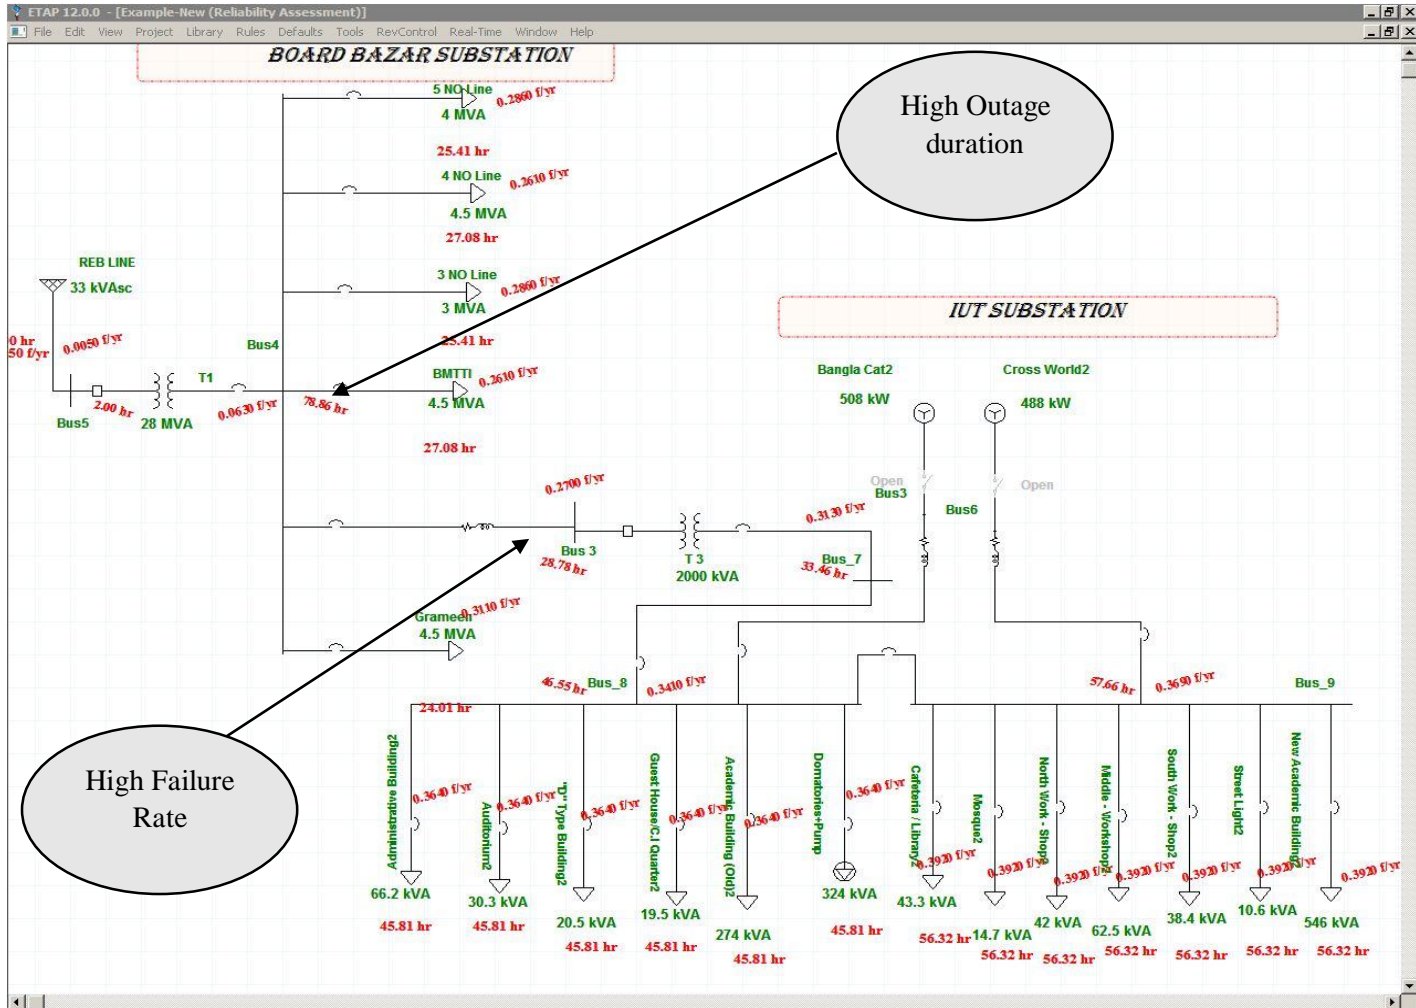 ETAP 12.0.0 - [Example-New (Reliability Assessment)]
File Edit View Project Library Rules Defaults Tools RevControl Real-Time Window Help
BOARD BAZAR SUBSTATION
5 NO Line
0.2860 f/yr
4 MVA
25.41 hr
4 NO Line
0.2610 f/yr
4.5 MVA
27.08 hr
3 NO Line
0.2860 f/yr
3 MVA
25.41 hr
High Outage
duration
REB LINE
33 kVAsc
0 hr
50 f/yr
0.0050 f/yr
Bus4
T1
Bus5
2.00 hr
28 MVA
0.0630 f/yr
78.86 hr
BMTTI
0.2610 f/yr
4.5 MVA
27.08 hr
IUT SUBSTATION
Bangla Cat2
508 kW
Cross World2
488 kW
Open
Bus3
Open
Bus6
0.2700 f/yr
Bus 3
28.78 hr
T 3
2000 kVA
0.3130 f/yr
Bus_7
33.46 hr
Grameen
0.3110 f/yr
4.5 MVA
24.01 hr
High Failure
Rate
46.55 hr
Bus_8
0.3410 f/yr
57.66 hr
0.3690 f/yr
Bus_9
Administrative Building2
0.3640 f/yr
66.2 kVA
45.81 hr
Auditorium2
0.3640 f/yr
30.3 kVA
45.81 hr
"D" Type Building2
0.3640 f/yr
20.5 kVA
45.81 hr
Guest House/C.I Quarter2
0.3640 f/yr
19.5 kVA
45.81 hr
Academic Building (Old)2
0.3640 f/yr
274 kVA
45.81 hr
Domatories+Pump
0.3640 f/yr
324 kVA
45.81 hr
Cafeteria / Library2
0.3920 f/yr
43.3 kVA
56.32 hr
Mosque2
0.3920 f/yr
14.7 kVA
56.32 hr
North Work - Shop2
0.3920 f/yr
42 kVA
56.32 hr
Middle - Workshop2
0.3920 f/yr
62.5 kVA
56.32 hr
South Work - Shop2
0.3920 f/yr
38.4 kVA
56.32 hr
Street Light2
0.3920 f/yr
10.6 kVA
56.32 hr
New Academic Building2
0.3920 f/yr
546 kVA
56.32 hr